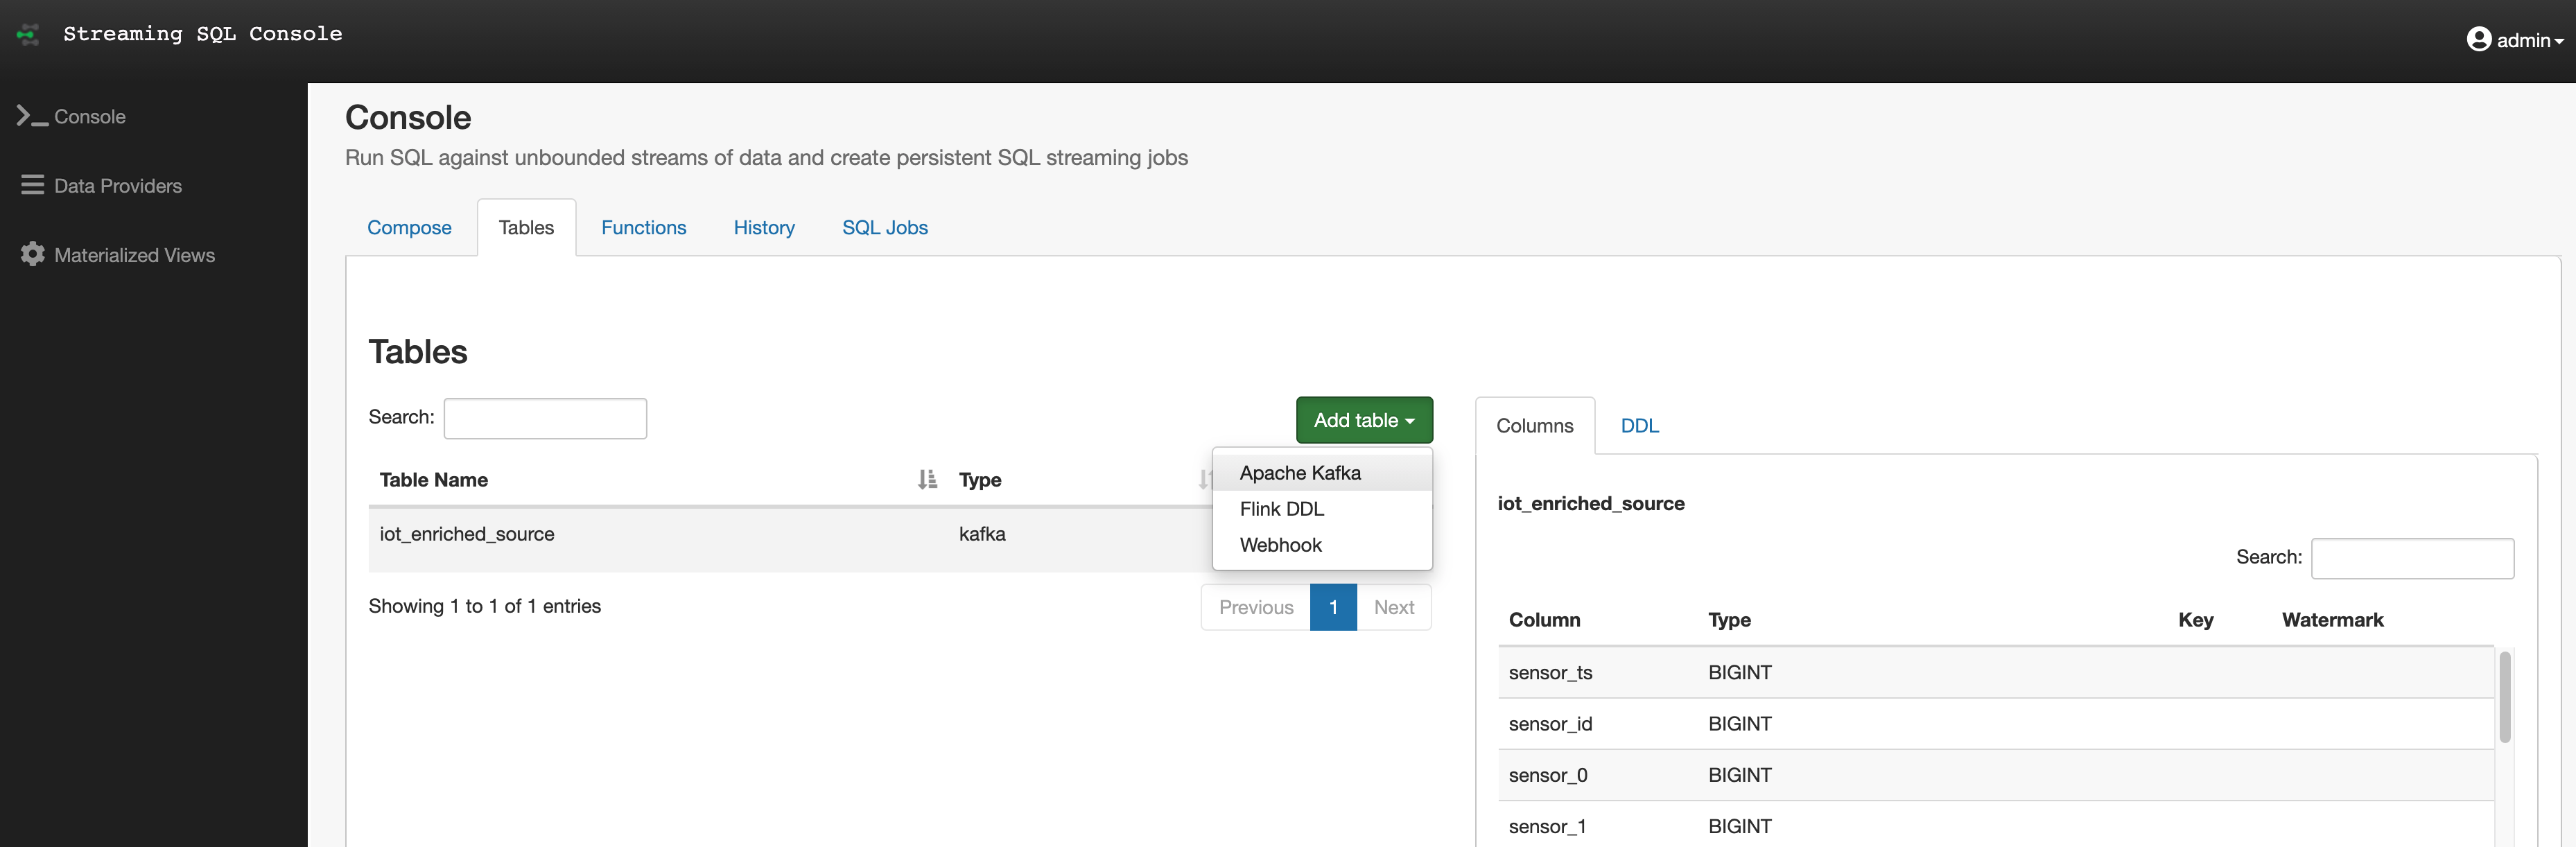 Streaming SQL Console
admin
Console
Data Providers
Materialized Views
Console
Run SQL against unbounded streams of data and create persistent SQL streaming jobs
Compose Tables Functions History SQL Jobs
Tables
Search:
Add table
Table Name Type
Apache Kafka
Flink DDL
Webhook
iot_enriched_source kafka
Showing 1 to 1 of 1 entries
Previous 1 Next
Columns DDL
iot_enriched_source
Search:
Column Type Key Watermark
sensor_ts BIGINT
sensor_id BIGINT
sensor_0 BIGINT
sensor_1 BIGINT